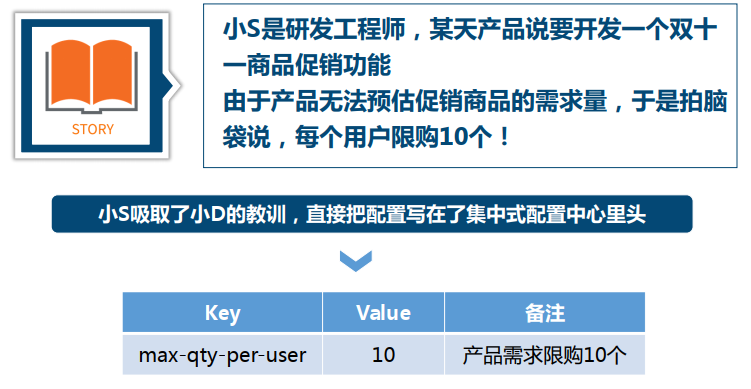 小S是研发工程师，某天产品说要开发一个双十
一商品促销功能
由于产品无法预估促销商品的需求量，于是拍脑
袋说，每个用户限购10个！
STORY
小S吸取了小D的教训，直接把配置写在了集中式配置中心里头
Key Value 备注
max-qty-per-user 10 产品需求限购10个